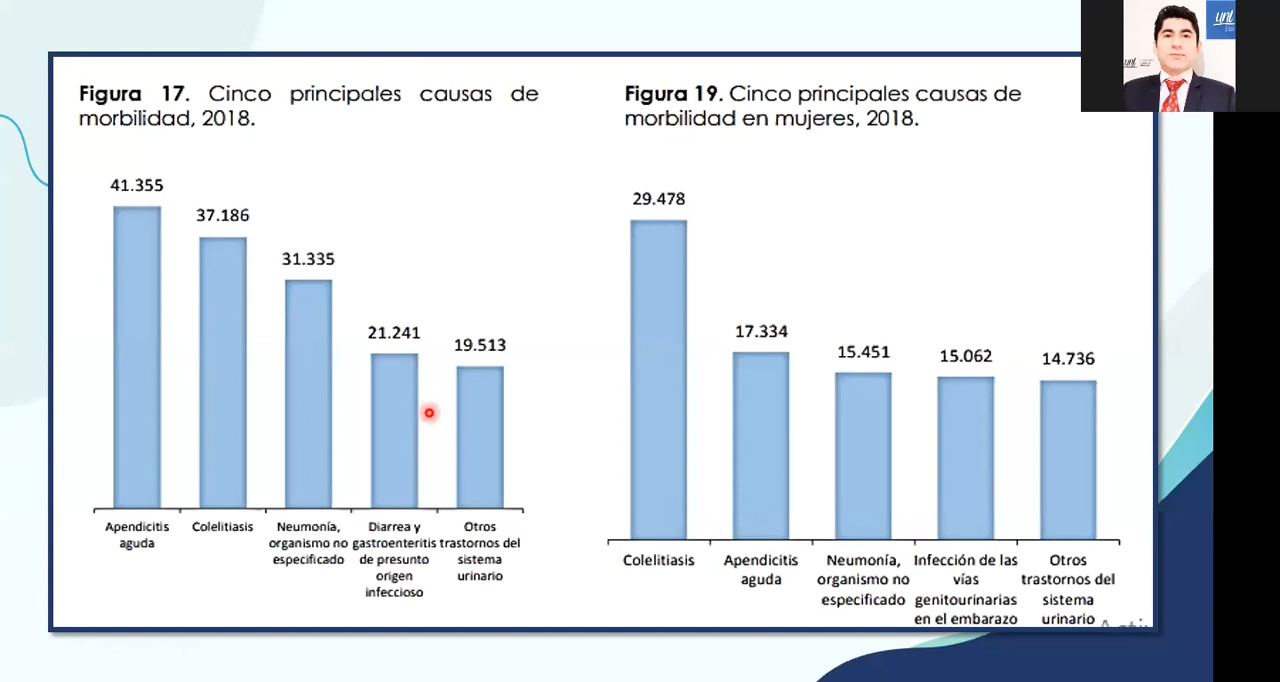 Figura 17. Cinco principales causas de
morbilidad, 2018.
41.355
37.186
31.335
21.241
19.513
Apendicitis
aguda
Colelitiasis
Neumonía,
organismo no
especificado
Diarrea y
gastroenteritis
de presunto
origen
infeccioso
Otros
trastornos del
sistema
urinario
Figura 19. Cinco principales causas de
morbilidad en mujeres, 2018.
29.478
17.334
15.451
15.062
14.736
Colelitiasis
Apendicitis
aguda
Neumonía,
organismo no
especificado
Infección de las
vías
genitourinarias
en el embarazo
Otros
trastornos del
sistema
urinario
unl
unl